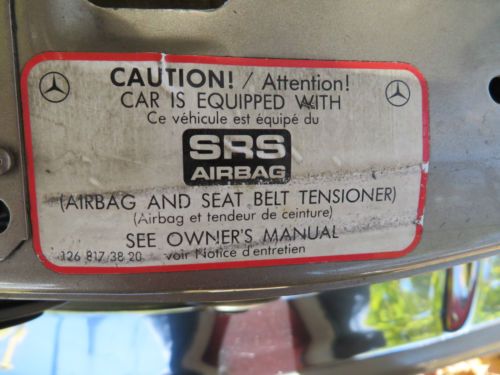 CAUTION! / Attention!
CAR IS EQUIPPED WITH
Ce véhicule est équipé du
SRS
AIRBAG
(AIRBAG AND SEAT BELT TENSIONER)
(Airbag et tendeur de ceinture)
SEE OWNER'S MANUAL
126 817 38 20 voir Notice d'entretien